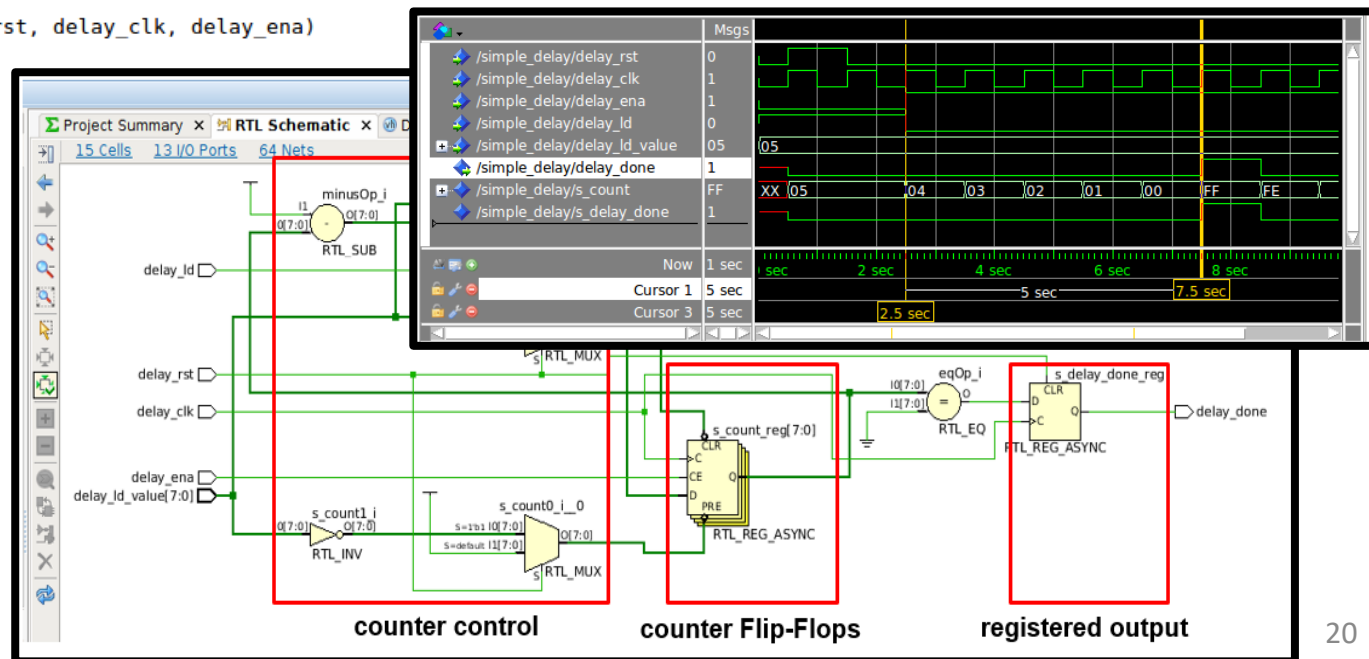 rst, delay_clk, delay_ena)
Msgs
/simple_delay/delay_rst 0
/simple_delay/delay_clk 1
/simple_delay/delay_ena 1
/simple_delay/delay_ld 0
/simple_delay/delay_ld_value 05 05
/simple_delay/delay_done 1
/simple_delay/s_count FF XX 05 04 03 02 01 00 FF FE
/simple_delay/s_delay_done 1
Now 1 sec sec 2 sec 4 sec 6 sec 8 sec
Cursor 1 5 sec 5 sec 7.5 sec
Cursor 3 5 sec 2.5 sec
Σ Project Summary X RTL Schematic X
15 Cells 13 I/O Ports 64 Nets
minusOp_i
I1
0[7:0]
O[7:0]
-
RTL_SUB
delay_ld
S
RTL_MUX
delay_rst
delay_clk
delay_ena
delay_ld_value[7:0]
s_count1_i
0[7:0]
O[7:0]
RTL_INV
s_count0_i__0
S=1'b1 I0[7:0]
S=default I1[7:0]
O[7:0]
S
RTL_MUX
s_count_reg[7:0]
CLR
C
CE
D
Q
PRE
RTL_REG_ASYNC
eqOp_i
I0[7:0]
I1[7:0]
=
O
RTL_EQ
s_delay_done_reg
CLR
D
C
Q
RTL_REG_ASYNC
delay_done
counter control
counter Flip-Flops
registered output
20